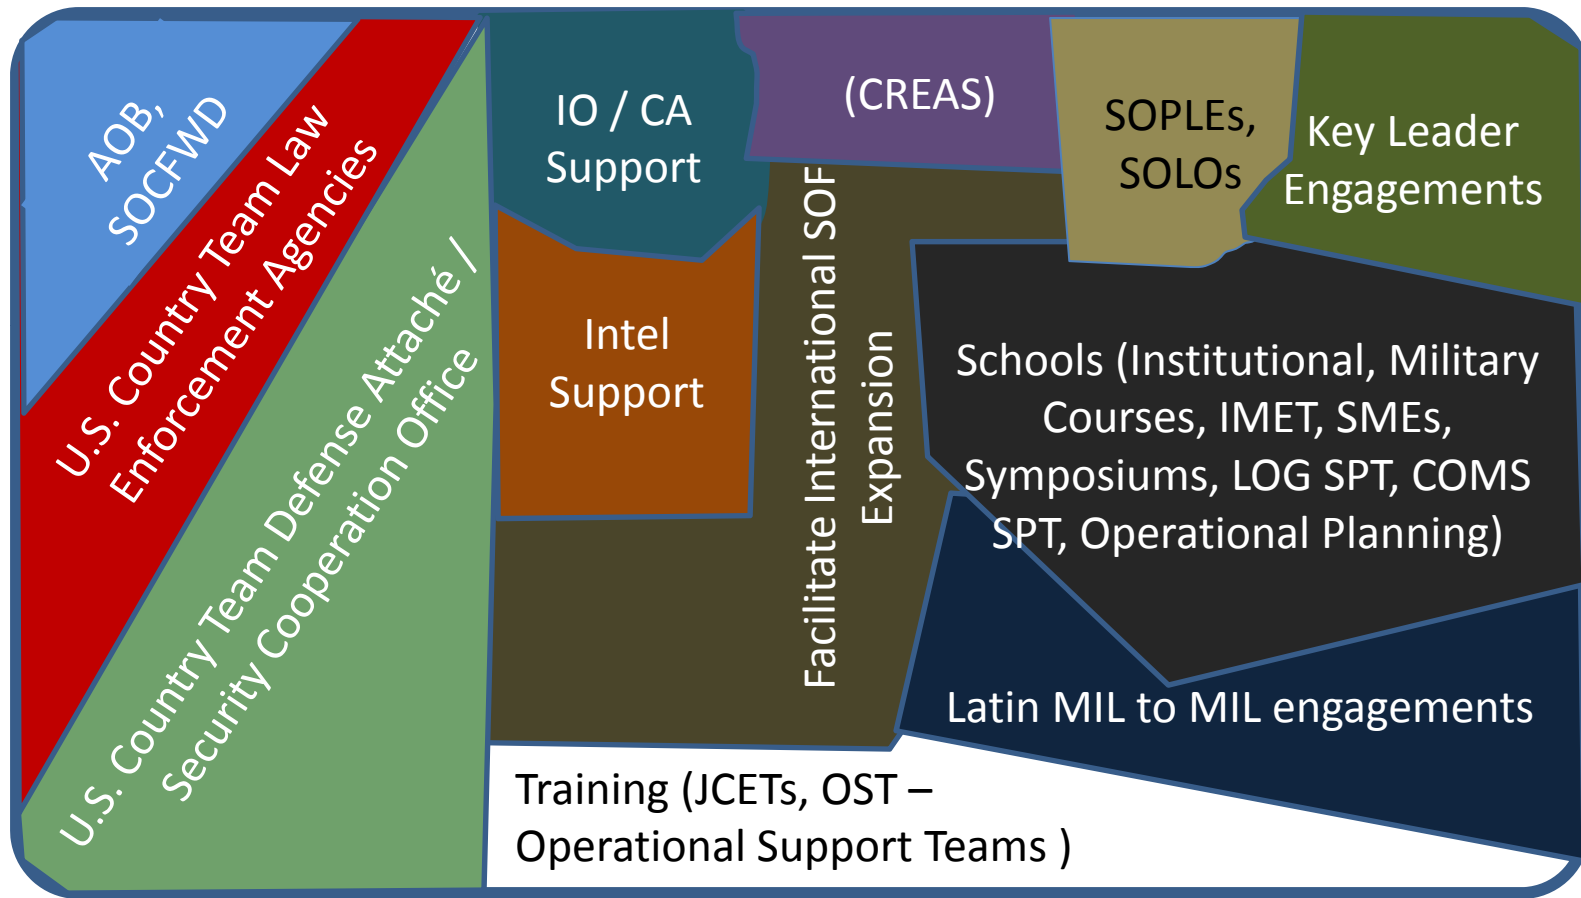 AOB,
SOCFWD
U.S. Country Team Law
Enforcement Agencies
U.S. Country Team Defense Attaché /
Security Cooperation Office
IO / CA
Support
(CREAS)
SOPLEs,
SOLOs
Key Leader
Engagements
Intel
Support
Facilitate International SOF
Expansion
Schools (Institutional, Military
Courses, IMET, SMEs,
Symposiums, LOG SPT, COMS
SPT, Operational Planning)
Latin MIL to MIL engagements
Training (JCETs, OST –
Operational Support Teams )